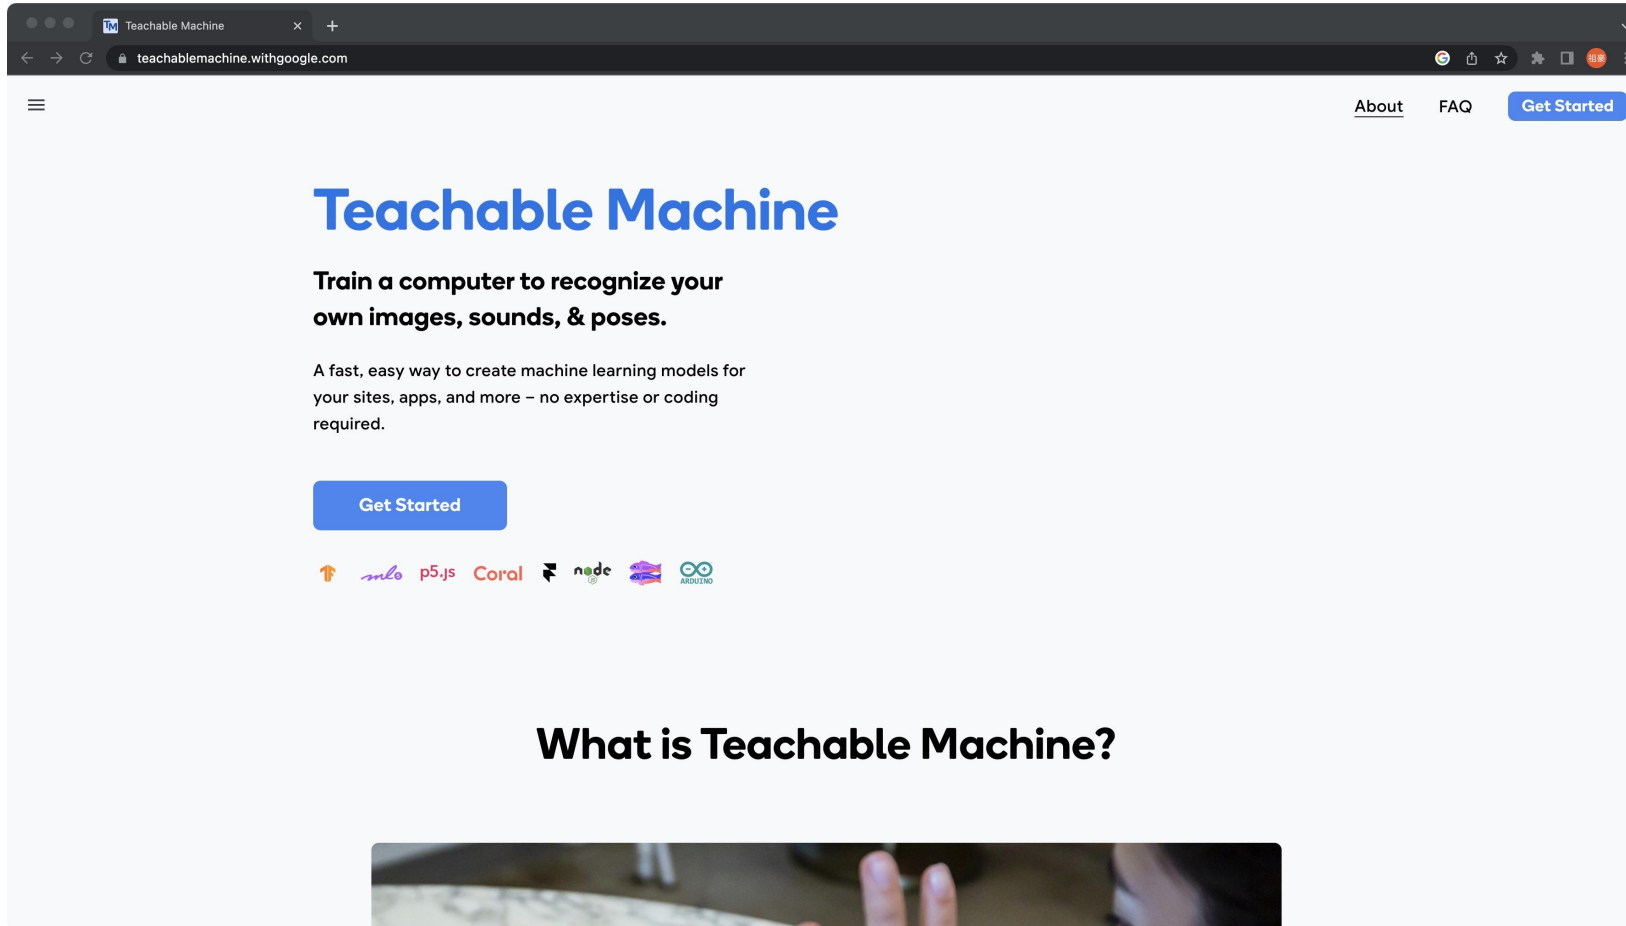 Teachable Machine
teachablemachine.withgoogle.com
About FAQ Get Started
Teachable Machine
Train a computer to recognize your
own images, sounds, & poses.
A fast, easy way to create machine learning models for
your sites, apps, and more – no expertise or coding
required.
Get Started
ml5 p5.js Coral node ARDUINO
What is Teachable Machine?